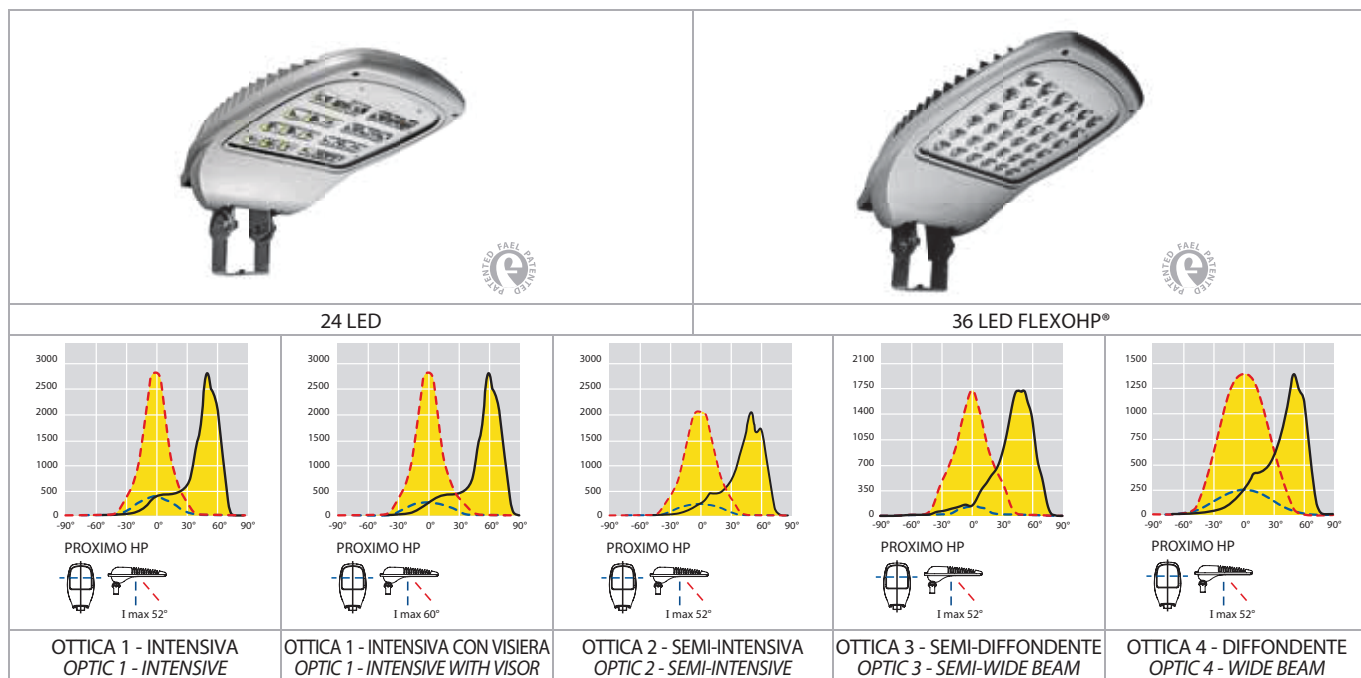 PATENTED FAEL PATENTED
PATENTED FAEL PATENTED
24 LED
36 LED FLEXOHP®
3000
2500
2000
1500
1000
500
0
-90° -60° -30° 0° 30° 60° 90°
PROXIMO HP
I max 52°
OTTICA 1 - INTENSIVA
OPTIC 1 - INTENSIVE
3000
2500
2000
1500
1000
500
0
-90° -60° -30° 0° 30° 60° 90°
PROXIMO HP
I max 60°
OTTICA 1 - INTENSIVA CON VISIERA
OPTIC 1 - INTENSIVE WITH VISOR
3000
2500
2000
1500
1000
500
0
-90° -60° -30° 0° 30° 60° 90°
PROXIMO HP
I max 52°
OTTICA 2 - SEMI-INTENSIVA
OPTIC 2 - SEMI-INTENSIVE
2100
1750
1400
1050
700
350
0
-90° -60° -30° 0° 30° 60° 90°
PROXIMO HP
I max 52°
OTTICA 3 - SEMI-DIFFONDENTE
OPTIC 3 - SEMI-WIDE BEAM
1500
1250
1000
750
500
250
0
-90° -60° -30° 0° 30° 60° 90°
PROXIMO HP
I max 52°
OTTICA 4 - DIFFONDENTE
OPTIC 4 - WIDE BEAM